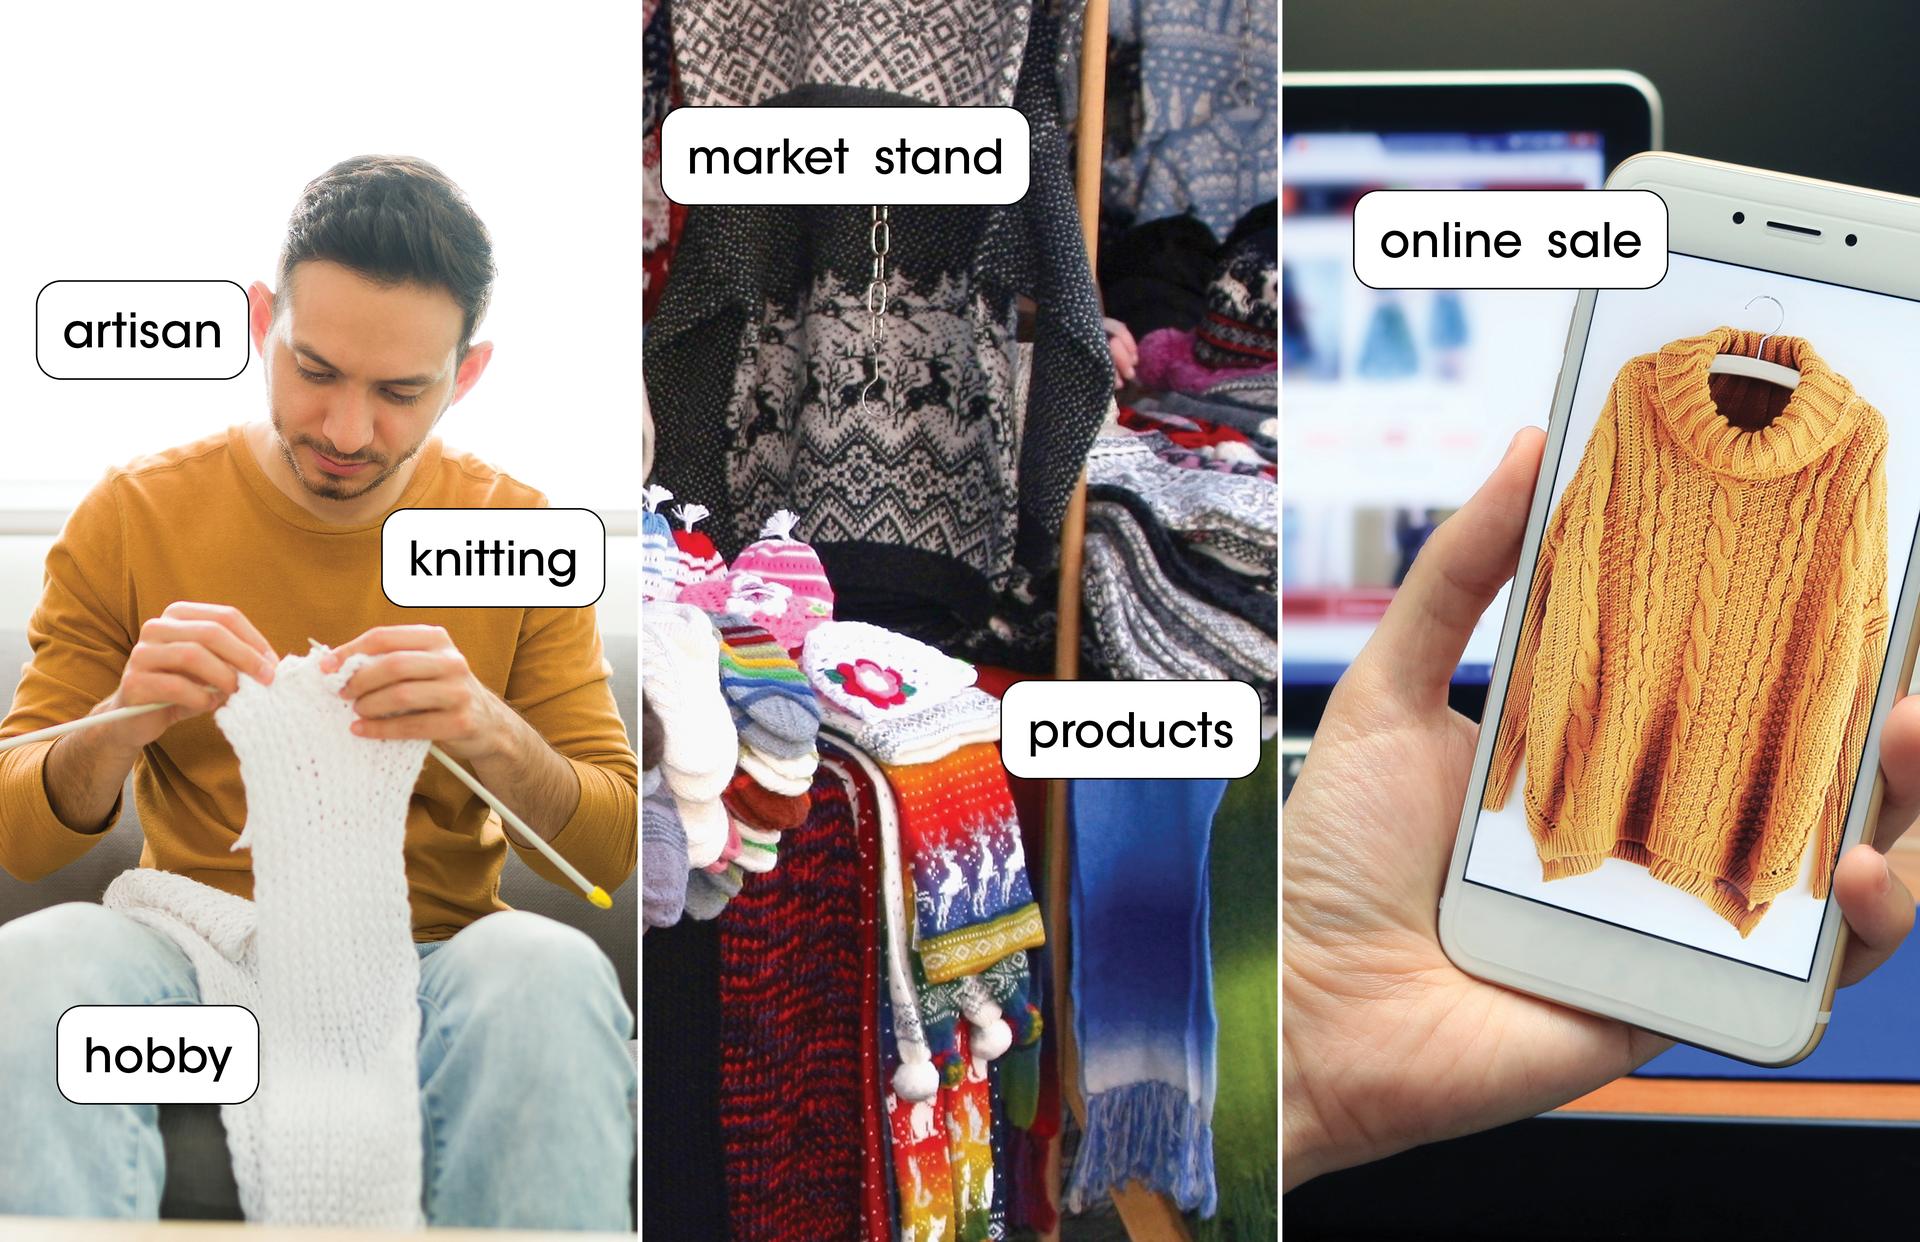 artisan
knitting
hobby
market stand
products
online sale